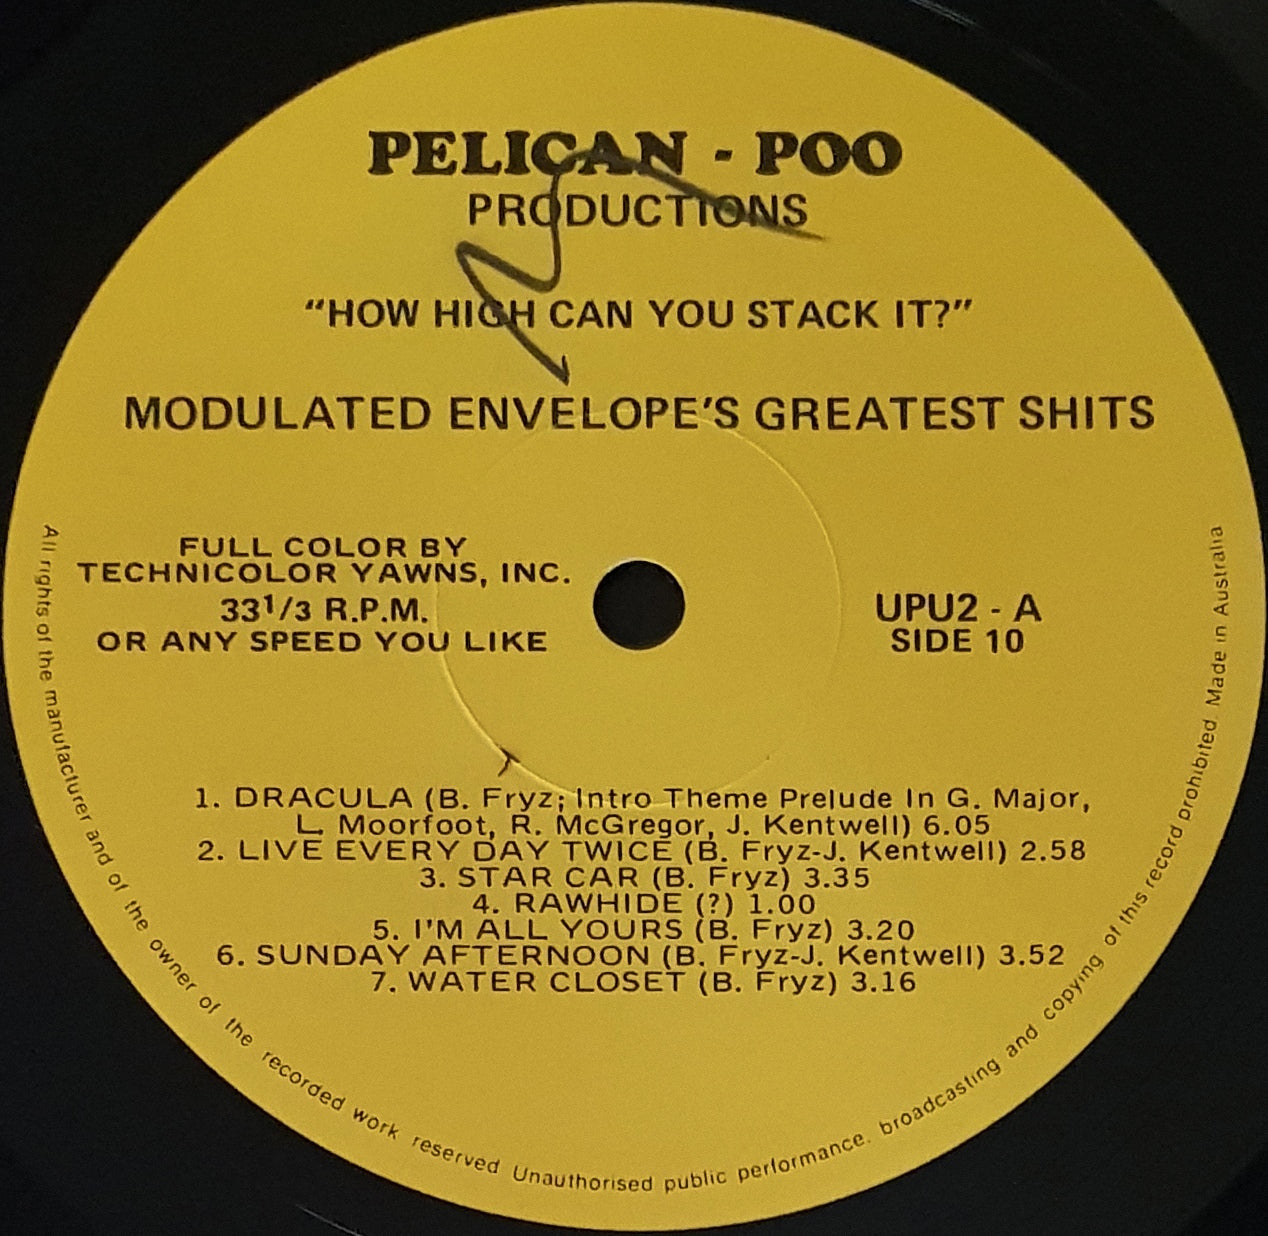 PELICAN - POO
PRODUCTIONS
"HOW HIGH CAN YOU STACK IT?"
MODULATED ENVELOPE'S GREATEST SHITS
FULL COLOR BY
TECHNICOLOR YAWNS, INC.
33 1/3 R.P.M.
OR ANY SPEED YOU LIKE
UPU2 - A
SIDE 10
1. DRACULA (B. Fryz; Intro Theme Prelude In G. Major,
L. Moorfoot, R. McGregor, J. Kentwell) 6.05
2. LIVE EVERY DAY TWICE (B. Fryz-J. Kentwell) 2.58
3. STAR CAR (B. Fryz) 3.35
4. RAWHIDE (?) 1.00
5. I'M ALL YOURS (B. Fryz) 3.20
6. SUNDAY AFTERNOON (B. Fryz-J. Kentwell) 3.52
7. WATER CLOSET (B. Fryz) 3.16
All rights of the manufacturer and of the owner of the recorded work reserved Unauthorised public performance. broadcasting and copying of this record prohibited Made in Australia